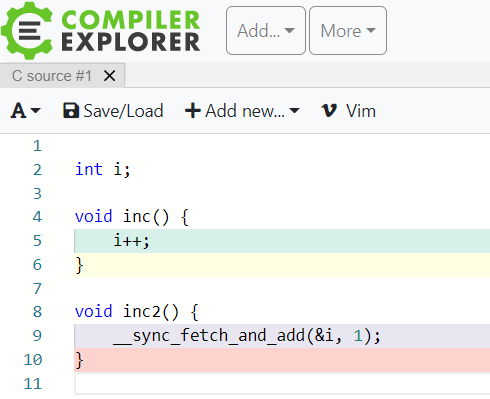 COMPILER
EXPLORER
Add...
More
C source #1 X
A
Save/Load
+ Add new...
Vim
1
2 int i;
3
4 void inc() {
5 i++;
6 }
7
8 void inc2() {
9 __sync_fetch_and_add(&i, 1);
10 }
11